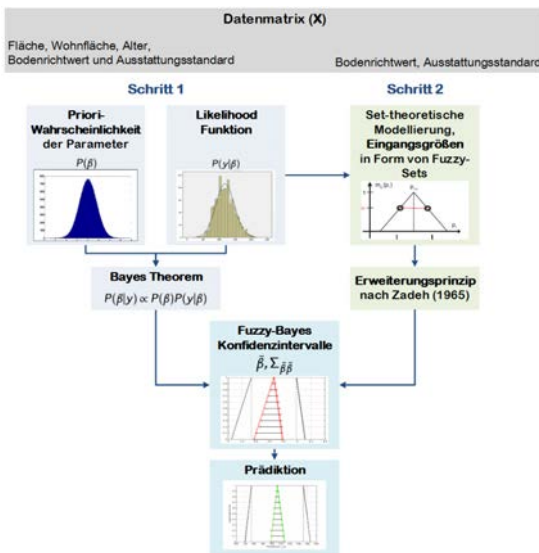 Datenmatrix (X)
Fläche, Wohnfläche, Alter,
Bodenrichtwert und Ausstattungsstandard
Bodenrichtwert, Ausstattungsstandard
Schritt 1
Schritt 2
Priori-
Wahrscheinlichkeit
der Parameter
P(β)
Likelihood
Funktion
P(y|β)
Set-theoretische
Modellierung,
Eingangsgrößen
in Form von Fuzzy-
Sets
Bayes Theorem
P(β|y) ∝ P(β)P(y|β)
Erweiterungsprinzip
nach Zadeh (1965)
Fuzzy-Bayes
Konfidenzintervalle
Prädiktion